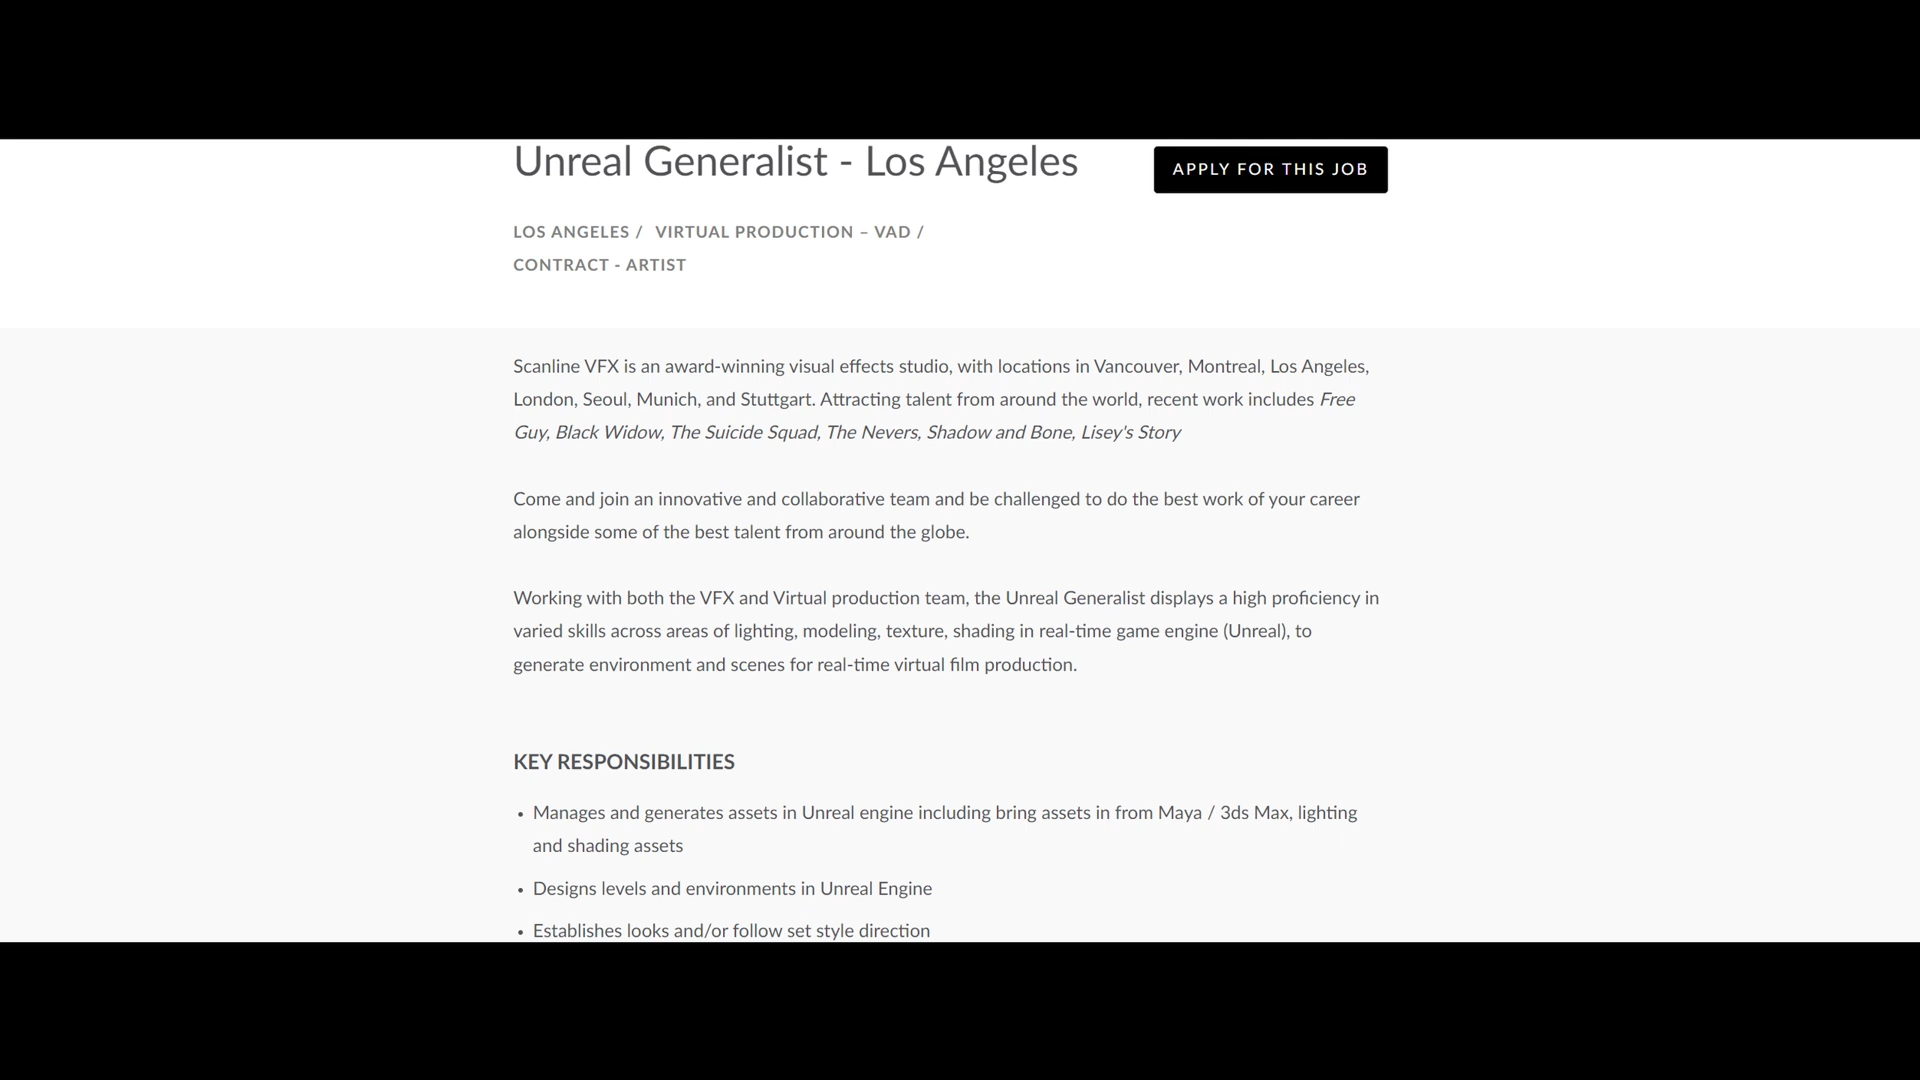 Unreal Generalist - Los Angeles
APPLY FOR THIS JOB
LOS ANGELES / VIRTUAL PRODUCTION – VAD /
CONTRACT - ARTIST
Scanline VFX is an award-winning visual effects studio, with locations in Vancouver, Montreal, Los Angeles,
London, Seoul, Munich, and Stuttgart. Attracting talent from around the world, recent work includes Free
Guy, Black Widow, The Suicide Squad, The Nevers, Shadow and Bone, Lisey's Story
Come and join an innovative and collaborative team and be challenged to do the best work of your career
alongside some of the best talent from around the globe.
Working with both the VFX and Virtual production team, the Unreal Generalist displays a high proficiency in
varied skills across areas of lighting, modeling, texture, shading in real-time game engine (Unreal), to
generate environment and scenes for real-time virtual film production.
KEY RESPONSIBILITIES
• Manages and generates assets in Unreal engine including bring assets in from Maya / 3ds Max, lighting
and shading assets
• Designs levels and environments in Unreal Engine
• Establishes looks and/or follow set style direction